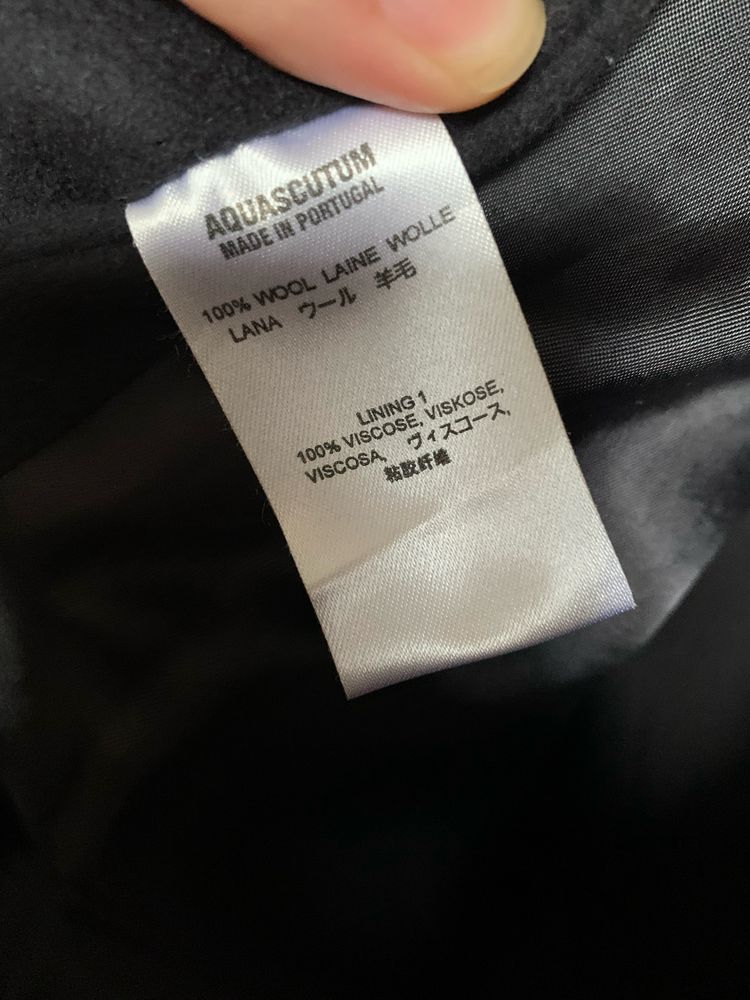 AQUASCUTUM
MADE IN PORTUGAL
100% WOOL LAINE WOLLE
LANA ウール 羊毛
LINING 1
100% VISCOSE, VISKOSE,
VISCOSA, ヴィスコース,
粘胶纤维